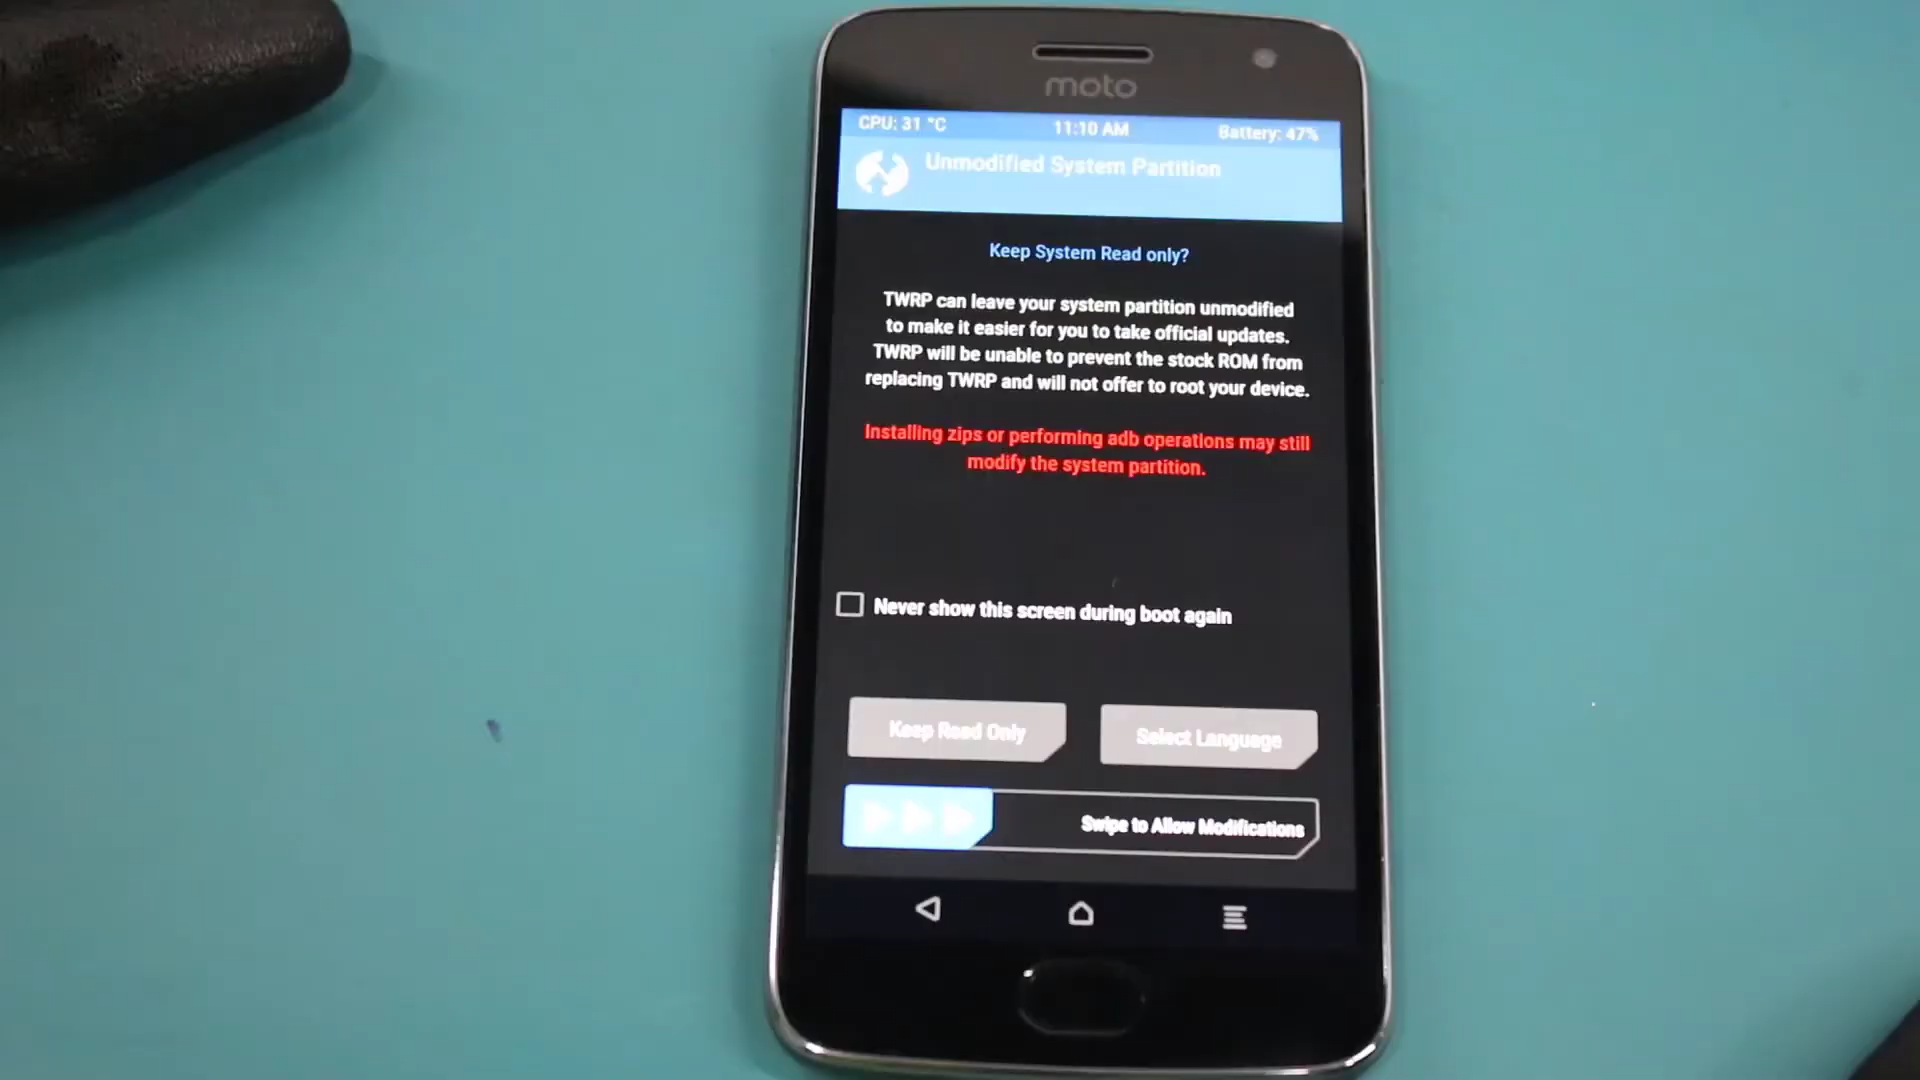 moto
CPU: 31 °C 11:10 AM Battery: 47%
Unmodified System Partition
Keep System Read only?
TWRP can leave your system partition unmodified
to make it easier for you to take official updates.
TWRP will be unable to prevent the stock ROM from
replacing TWRP and will not offer to root your device.
Installing zips or performing adb operations may still
modify the system partition.
Never show this screen during boot again
Keep Read Only Select Language
Swipe to Allow Modifications